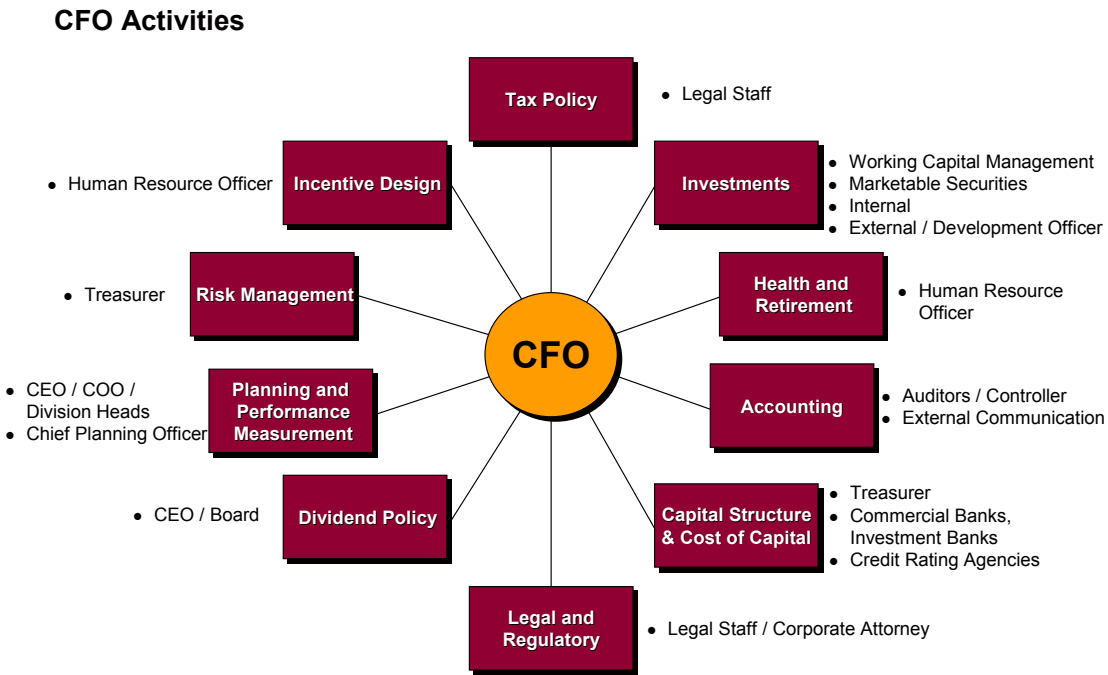 CFO Activities
Tax Policy
● Legal Staff
Incentive Design
● Human Resource Officer
Investments
● Working Capital Management
● Marketable Securities
● Internal
● External / Development Officer
Risk Management
● Treasurer
Health and
Retirement
● Human Resource
Officer
CFO
Planning and
Performance
Measurement
● CEO / COO /
Division Heads
● Chief Planning Officer
Accounting
● Auditors / Controller
● External Communication
Dividend Policy
● CEO / Board
Capital Structure
& Cost of Capital
● Treasurer
● Commercial Banks,
Investment Banks
● Credit Rating Agencies
Legal and
Regulatory
● Legal Staff / Corporate Attorney